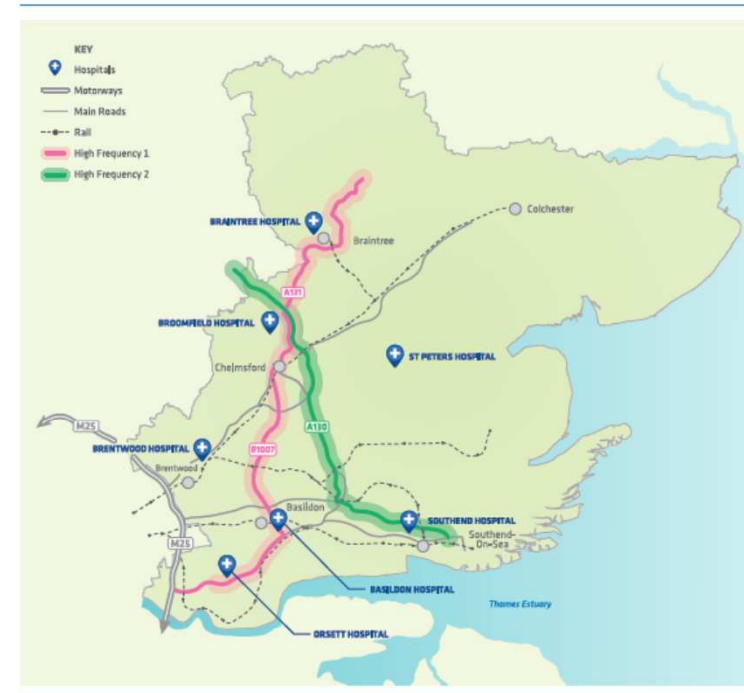 KEY
Hospitals
Motorways
Main Roads
Rail
High Frequency 1
High Frequency 2
Colchester
BRAINTREE HOSPITAL
Braintree
A131
BROOMFIELD HOSPITAL
ST PETERS HOSPITAL
Chelmsford
M25
A130
BRENTWOOD HOSPITAL
B1007
Brentwood
Basildon
SOUTHEND HOSPITAL
Southend-
On-Sea
M25
BASILDON HOSPITAL
Thames Estuary
ORSETT HOSPITAL